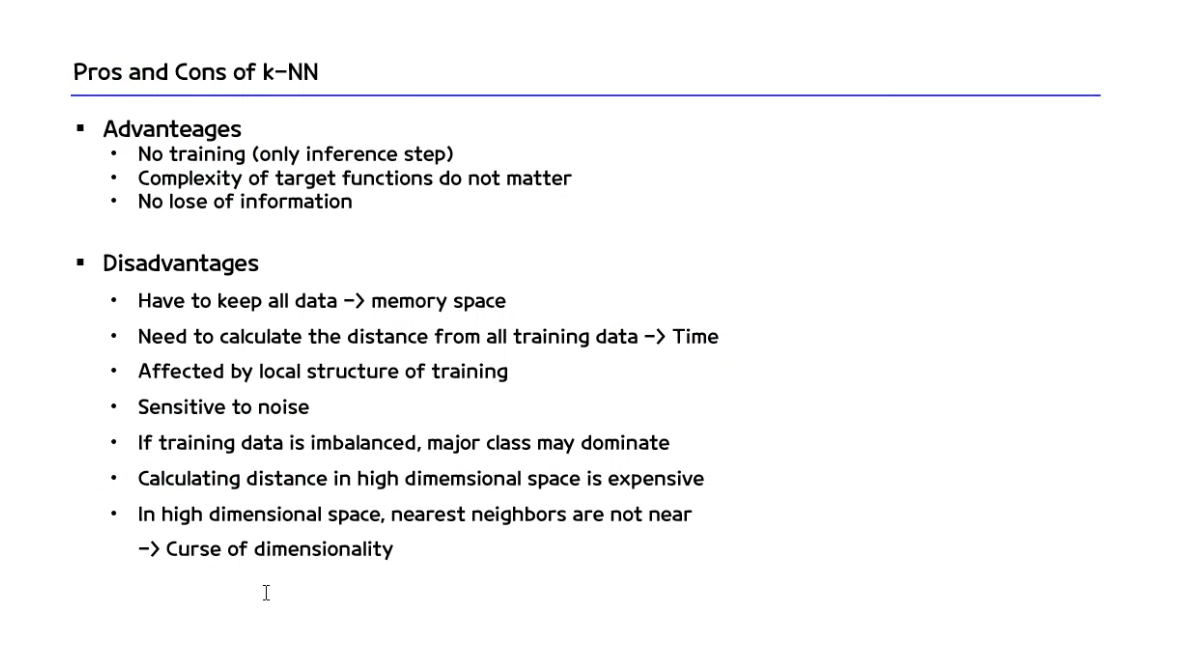 Pros and Cons of k-NN
▪ Advanteages
• No training (only inference step)
• Complexity of target functions do not matter
• No lose of information
▪ Disadvantages
• Have to keep all data -> memory space
• Need to calculate the distance from all training data -> Time
• Affected by local structure of training
• Sensitive to noise
• If training data is imbalanced, major class may dominate
• Calculating distance in high dimemsional space is expensive
• In high dimensional space, nearest neighbors are not near
-> Curse of dimensionality